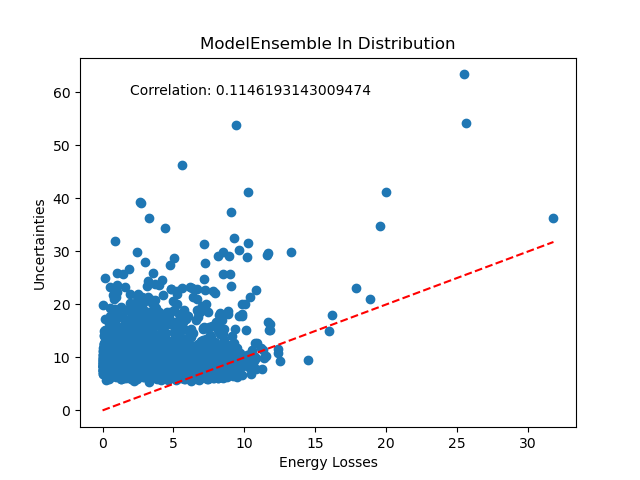 ModelEnsemble In Distribution
Correlation: 0.1146193143009474
Uncertainties
60
50
40
30
20
10
0
0 5 10 15 20 25 30
Energy Losses